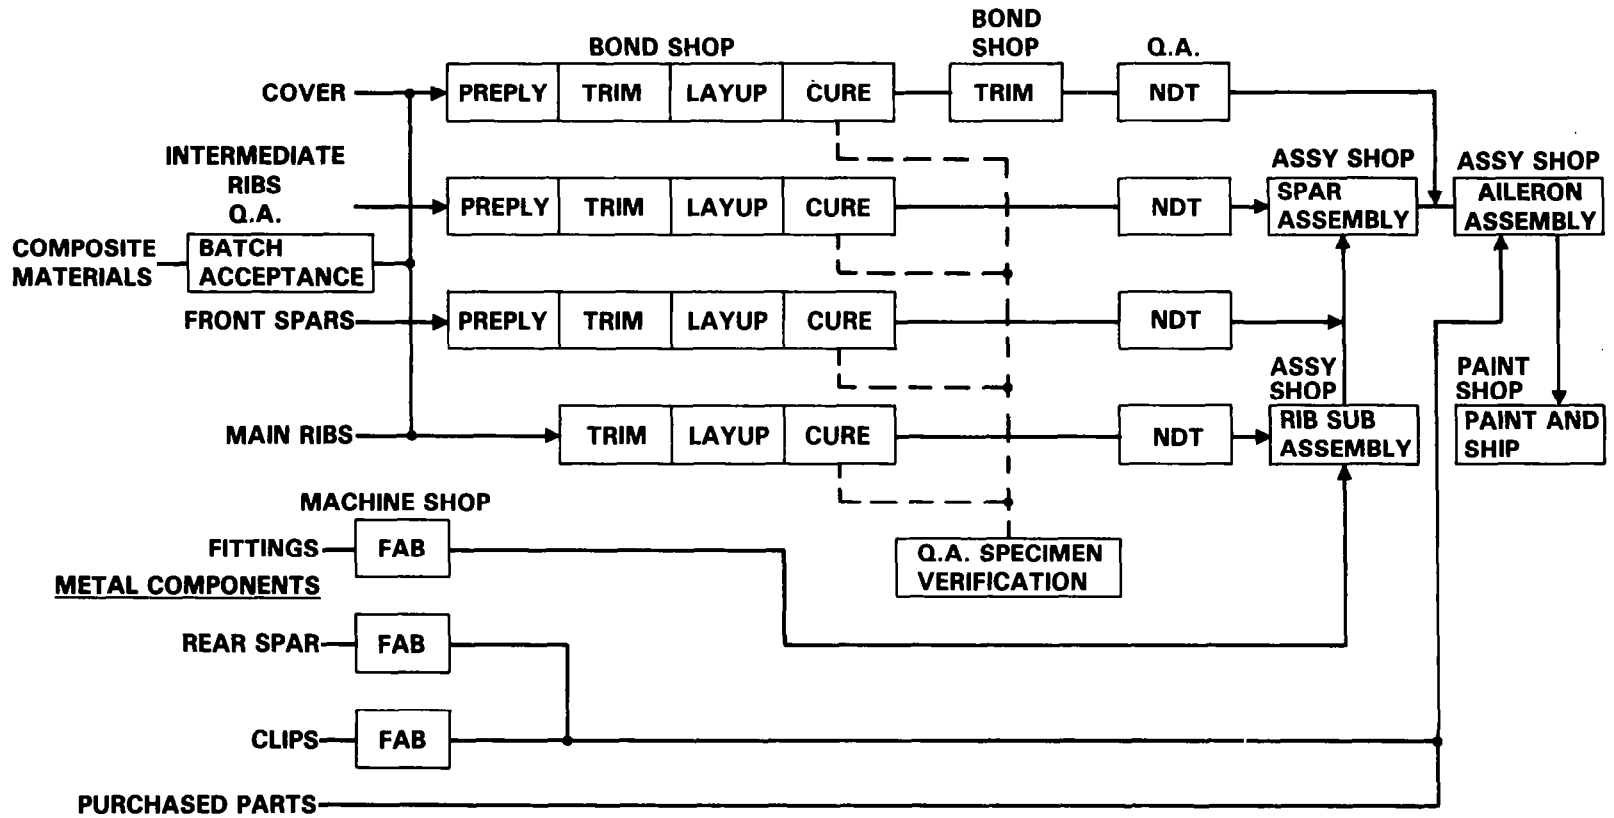 BOND SHOP
BOND
SHOP
Q.A.
COVER
PREPLY
TRIM
LAYUP
CURE
TRIM
NDT
INTERMEDIATE
RIBS
Q.A.
PREPLY
TRIM
LAYUP
CURE
NDT
ASSY SHOP
SPAR
ASSEMBLY
ASSY SHOP
AILERON
ASSEMBLY
COMPOSITE
MATERIALS
BATCH
ACCEPTANCE
FRONT SPARS
PREPLY
TRIM
LAYUP
CURE
NDT
ASSY
SHOP
PAINT
SHOP
MAIN RIBS
TRIM
LAYUP
CURE
NDT
RIB SUB
ASSEMBLY
PAINT AND
SHIP
MACHINE SHOP
FITTINGS
FAB
Q.A. SPECIMEN
VERIFICATION
METAL COMPONENTS
REAR SPAR
FAB
CLIPS
FAB
PURCHASED PARTS